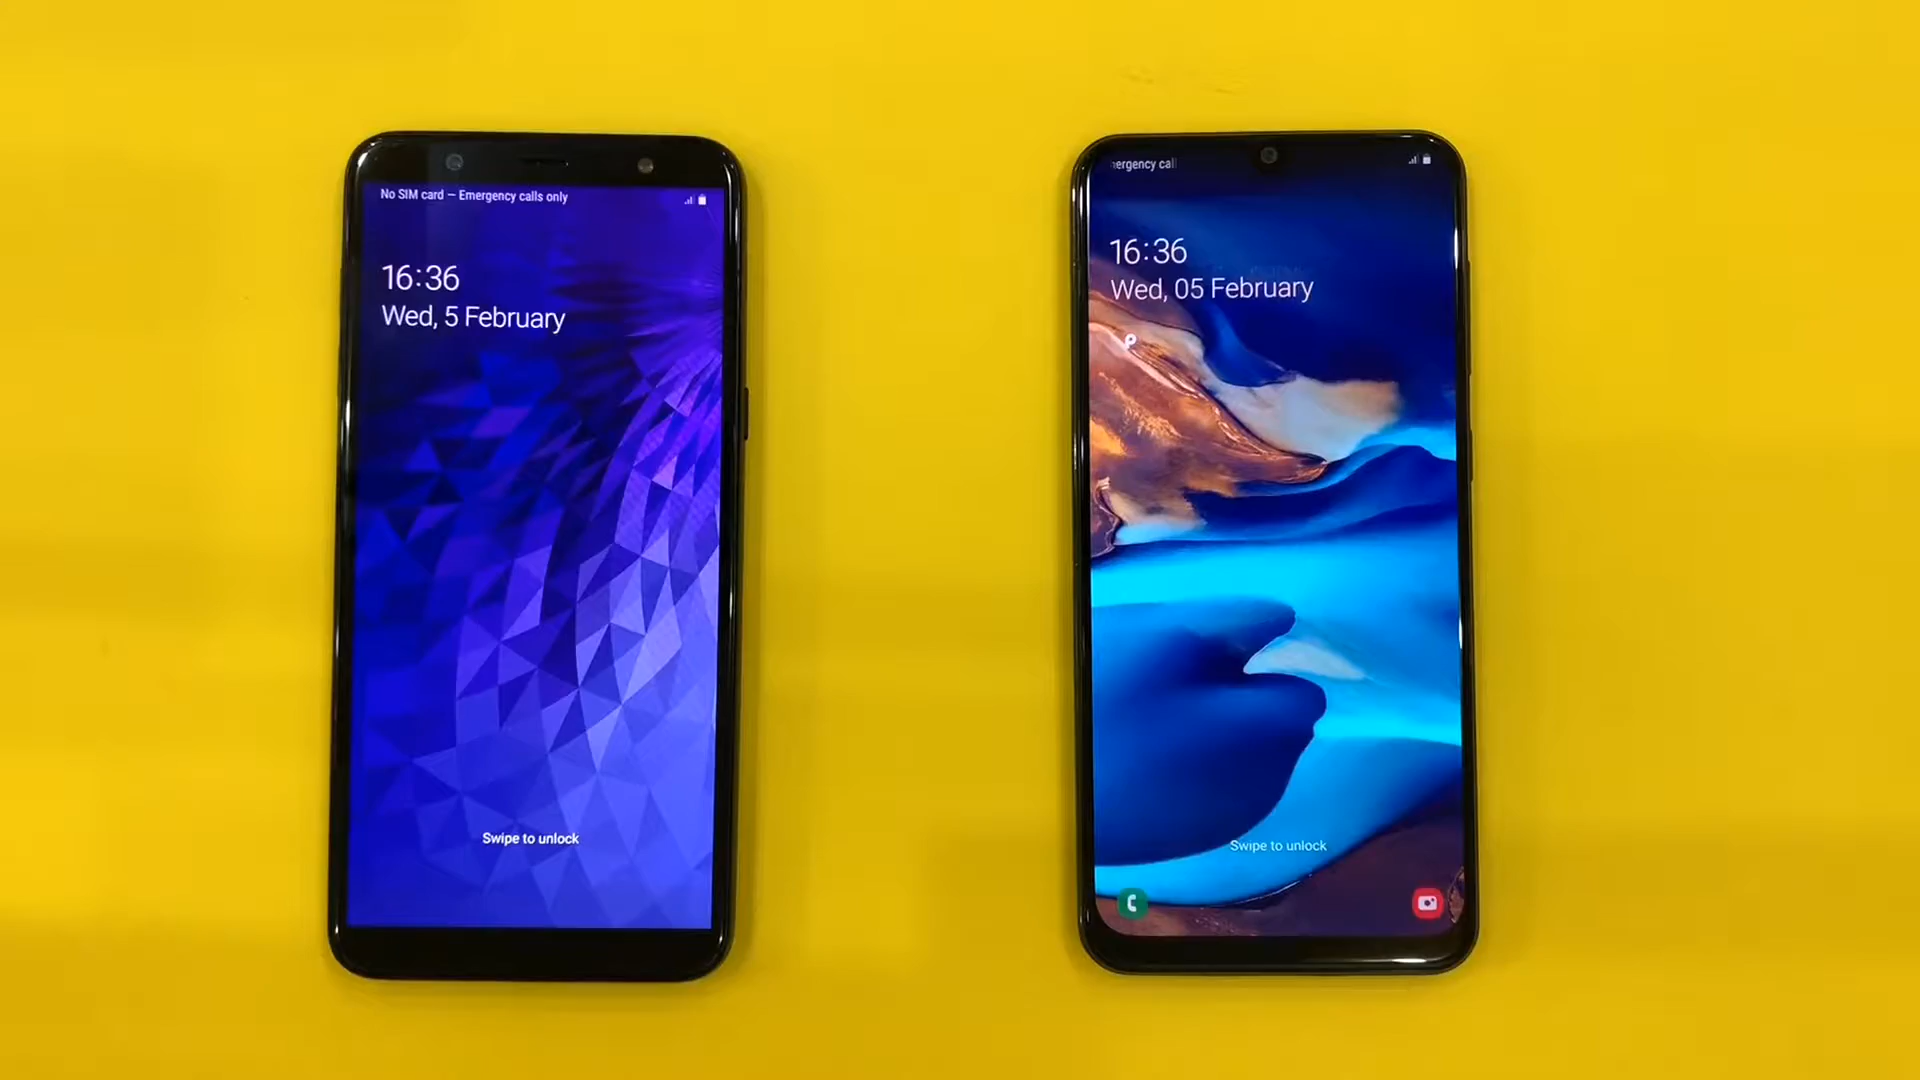 No SIM card – Emergency calls only
16:36
Wed, 5 February
Swipe to unlock
ergency cal
16:36
Wed, 05 February
Swipe to unlock